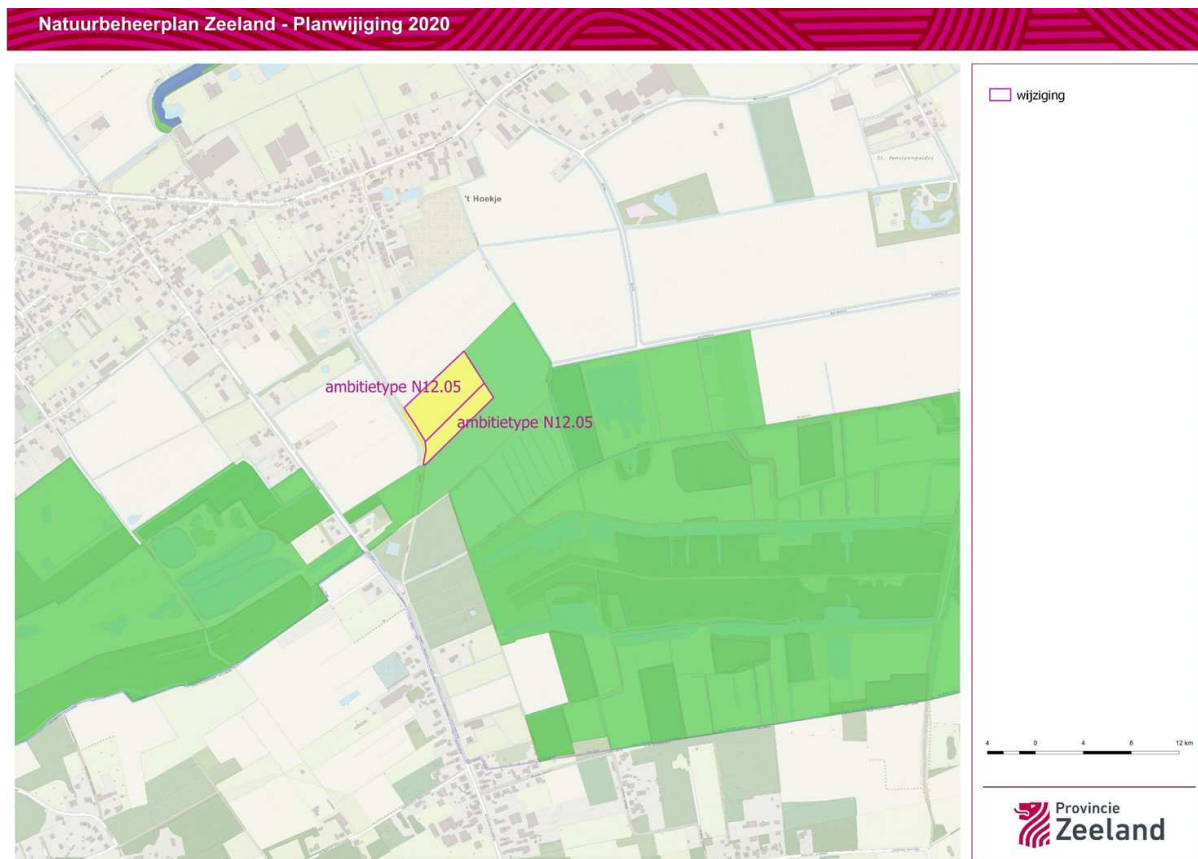 Natuurbeheerplan Zeeland - Planwijziging 2020
wijziging
't Hoekje
ambitietype N12.05
ambitietype N12.05
4 0 4 8 12 km
Provincie
Zeeland